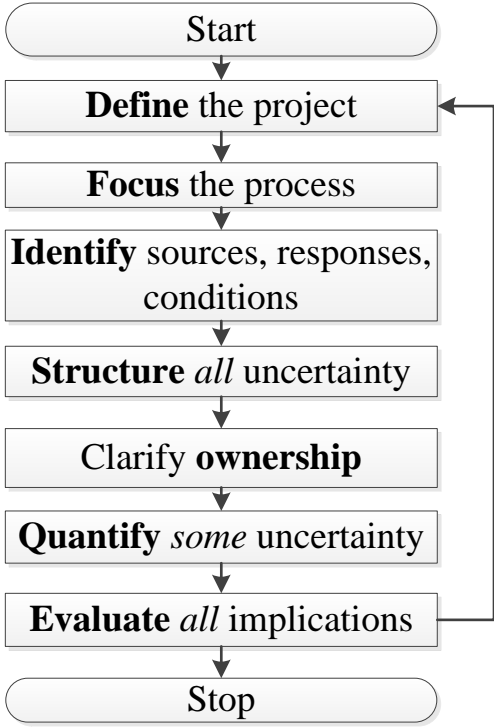 Start
Define the project
Focus the process
Identify sources, responses,
conditions
Structure all uncertainty
Clarify ownership
Quantify some uncertainty
Evaluate all implications
Stop